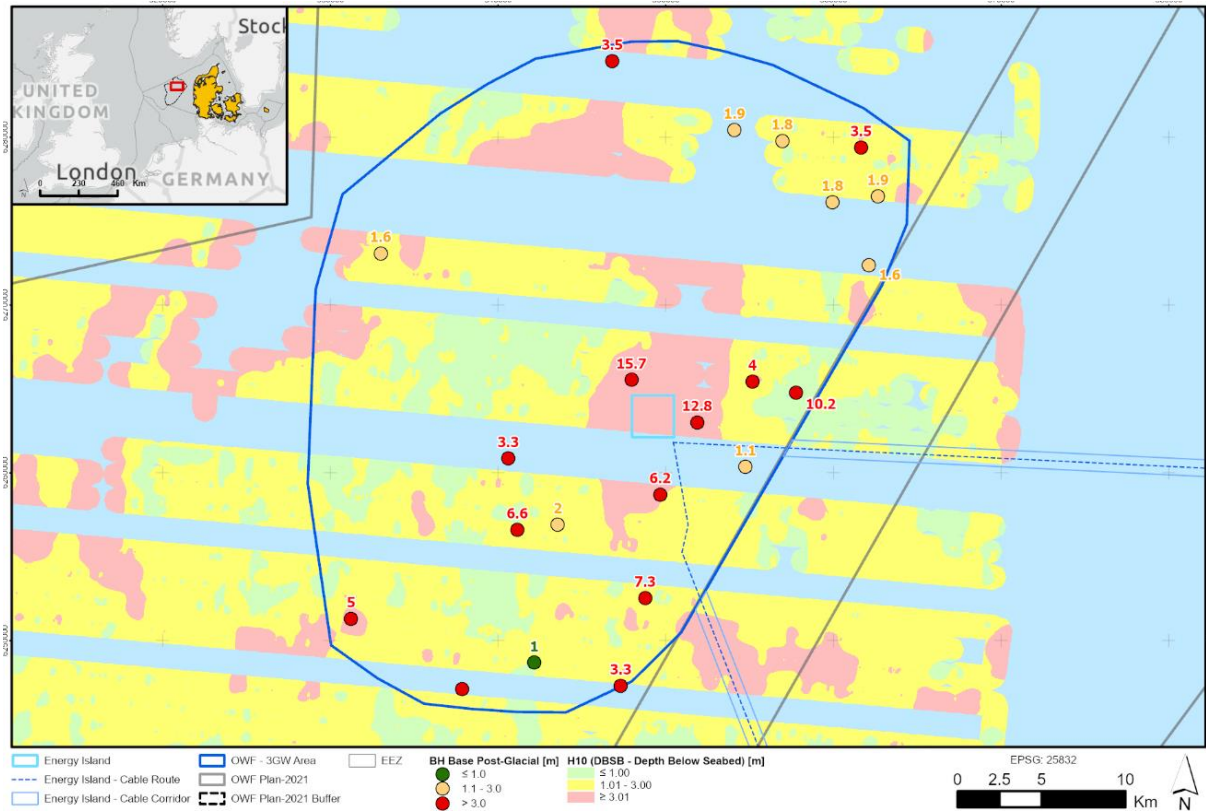 Stock
UNITED
KINGDOM
London
GERMANY
0 230 460 Km
N
3.5
1.9
1.8
3.5
1.8
1.9
1.6
1.6
15.7
4
12.8
10.2
3.3
1.1
6.2
6.6
2
7.3
5
1
3.3
Energy Island
Energy Island - Cable Route
Energy Island - Cable Corridor
OWF - 3GW Area
OWF Plan-2021
OWF Plan-2021 Buffer
EEZ
BH Base Post-Glacial [m]
≤ 1.0
1.1 - 3.0
> 3.0
H10 (DBSB - Depth Below Seabed) [m]
≤ 1.00
1.01 - 3.00
≥ 3.01
EPSG: 25832
0 2.5 5 10
Km
N